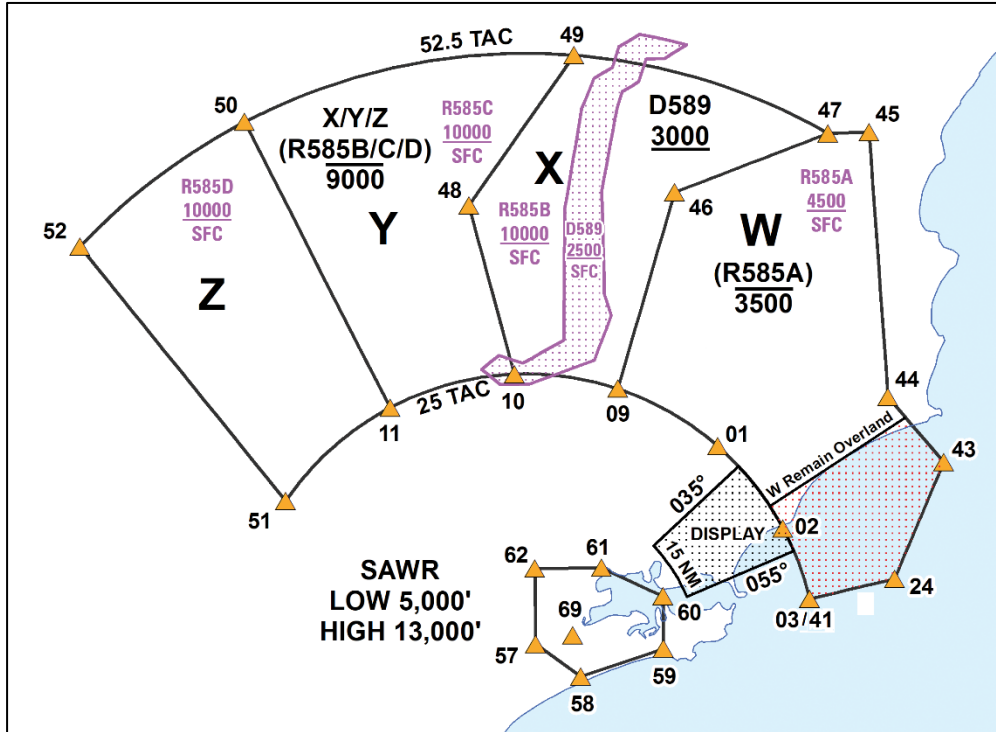 49
52.5 TAC
47
45
50
X/Y/Z
(R585B/C/D)
9000
R585C
10000
SFC
D589
3000
R585D
10000
SFC
X
R585A
4500
SFC
48
46
52
Y
R585B
10000
SFC
D589
2500
SFC
W
(R585A)
3500
Z
25 TAC
10
09
44
11
01
W Remain Overland
43
51
035°
02
DISPLAY
15 NM
055°
62
61
SAWR
LOW 5,000'
HIGH 13,000'
60
24
03/41
69
57
59
58